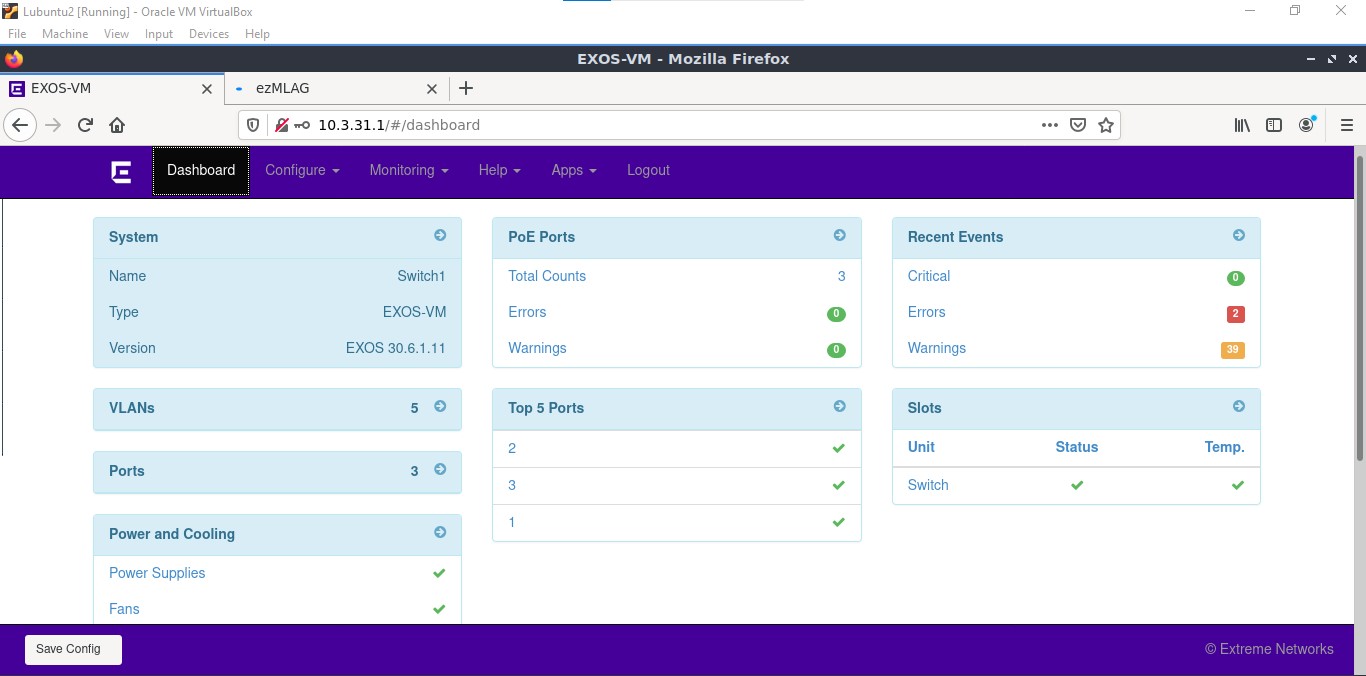 Lubuntu2 [Running] - Oracle VM VirtualBox
File Machine View Input Devices Help
EXOS-VM - Mozilla Firefox
EXOS-VM ezMLAG
10.3.31.1/#/dashboard
Dashboard Configure Monitoring Help Apps Logout
System
Name Switch1
Type EXOS-VM
Version EXOS 30.6.1.11
VLANs 5
Ports 3
Power and Cooling
Power Supplies
Fans
PoE Ports
Total Counts 3
Errors 0
Warnings 0
Top 5 Ports
2
3
1
Recent Events
Critical 0
Errors 2
Warnings 39
Slots
Unit Status Temp.
Switch
Save Config © Extreme Networks